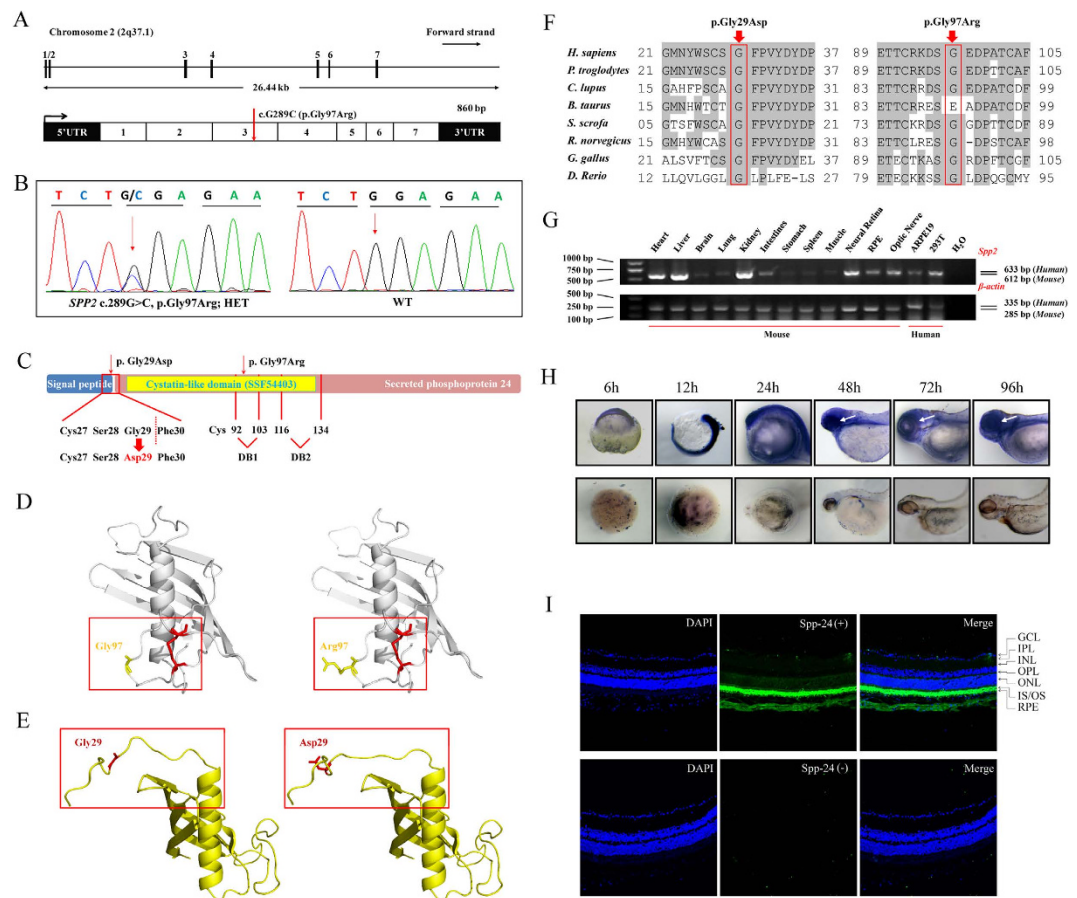 A
Chromosome 2 (2q37.1)
Forward strand
1/2 3 4 5 6 7
26.44 kb
860 bp
c.G289C (p.Gly97Arg)
5'UTR 1 2 3 4 5 6 7 3'UTR
B
T C T G/C G A G A A
T C T G G A G A A
SPP2 c.289G>C, p.Gly97Arg; HET
WT
C
p. Gly29Asp
p. Gly97Arg
Signal peptide
Cystatin-like domain (SSF54403)
Secreted phosphoprotein 24
Cys27 Ser28 Gly29 Phe30
Cys 92 103 116 134
Cys27 Ser28 Asp29 Phe30
DB1 DB2
D
Gly97
Arg97
E
Gly29
Asp29
F
p.Gly29Asp
p.Gly97Arg
H. sapiens 21 GMNYWSCS G FPVYDYDP 37 89 ETTCRKDS G EDPATCAF 105
P. troglodytes 21 GMNYWSCS G FPVYDYDP 37 89 ETTCRKDS G EDPTTCAF 105
C. lupus 15 GAHFPSCA G FPVYDYDP 31 83 ETTCRRDS G EDPVTCDF 99
B. taurus 15 GMNHWTCT G FPVYDYDP 31 83 ETTCRRES E ADPATCDF 99
S. scrofa 05 GTSFWSCA G FPVYDYDP 21 73 ETTCKRDS G GDPTTCDF 89
R. norvegicus 15 GMHYWCAS G FPVYDYDP 31 83 ETTCLRES G -DPSTCAF 98
G. gallus 21 ALSVFTCS G FPVYDYEL 37 89 ETECTKAS G RDPTFCGF 105
D. Rerio 12 LLQVLGGL G LPLFE-LS 27 79 ETECKKSS G LDPQGCMY 95
G
Heart Liver Brain Lung Kidney Intestines Stomach Spleen Muscle Neural Retina RPE Optic Nerve ARPE19 293T H₂O
Spp2
1000 bp
750 bp
500 bp
633 bp (Human)
612 bp (Mouse)
β-actin
500 bp
250 bp
100 bp
335 bp (Human)
285 bp (Mouse)
Mouse
Human
H
6h 12h 24h 48h 72h 96h
I
DAPI
Spp-24 (+)
Merge
GCL
IPL
INL
OPL
ONL
IS/OS
RPE
DAPI
Spp-24 (-)
Merge